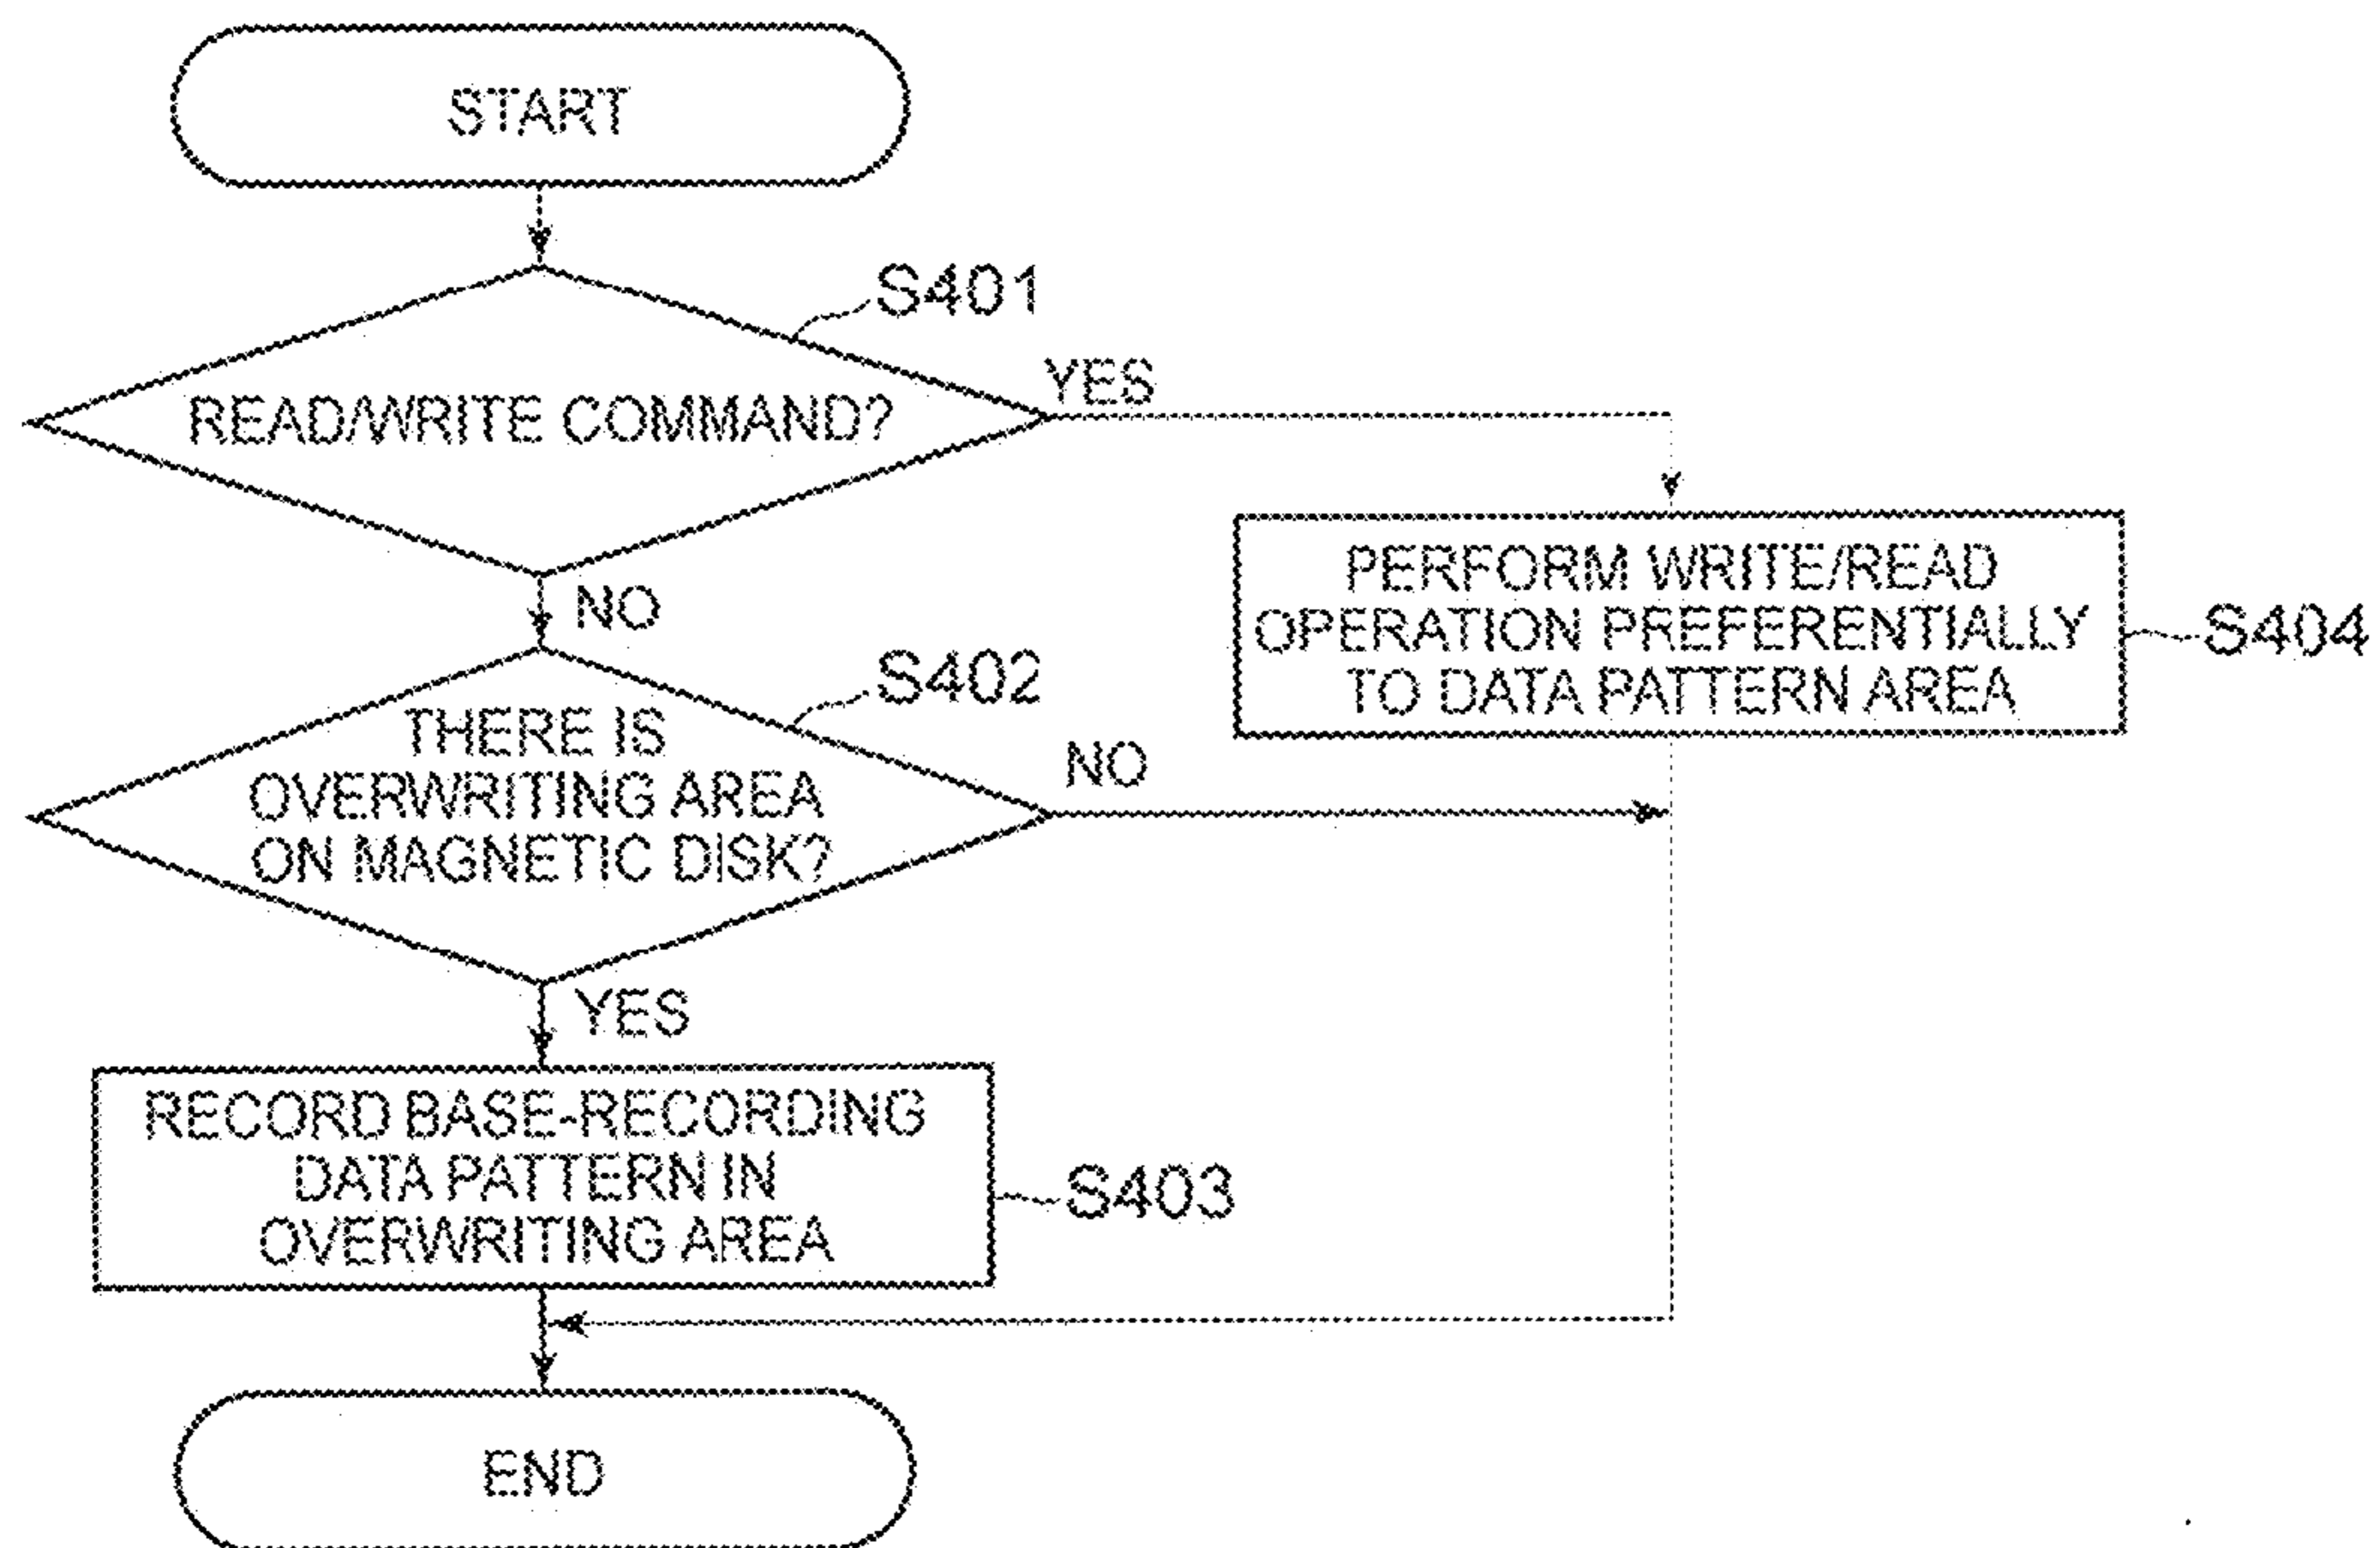 START
S401
READ/WRITE COMMAND?
YES
NO
PERFORM WRITE/READ
OPERATION PREFERENTIALLY
TO DATA PATTERN AREA
S404
S402
THERE IS
OVERWRITING AREA
ON MAGNETIC DISK?
NO
YES
RECORD BASE-RECORDING
DATA PATTERN IN
OVERWRITING AREA
S403
END